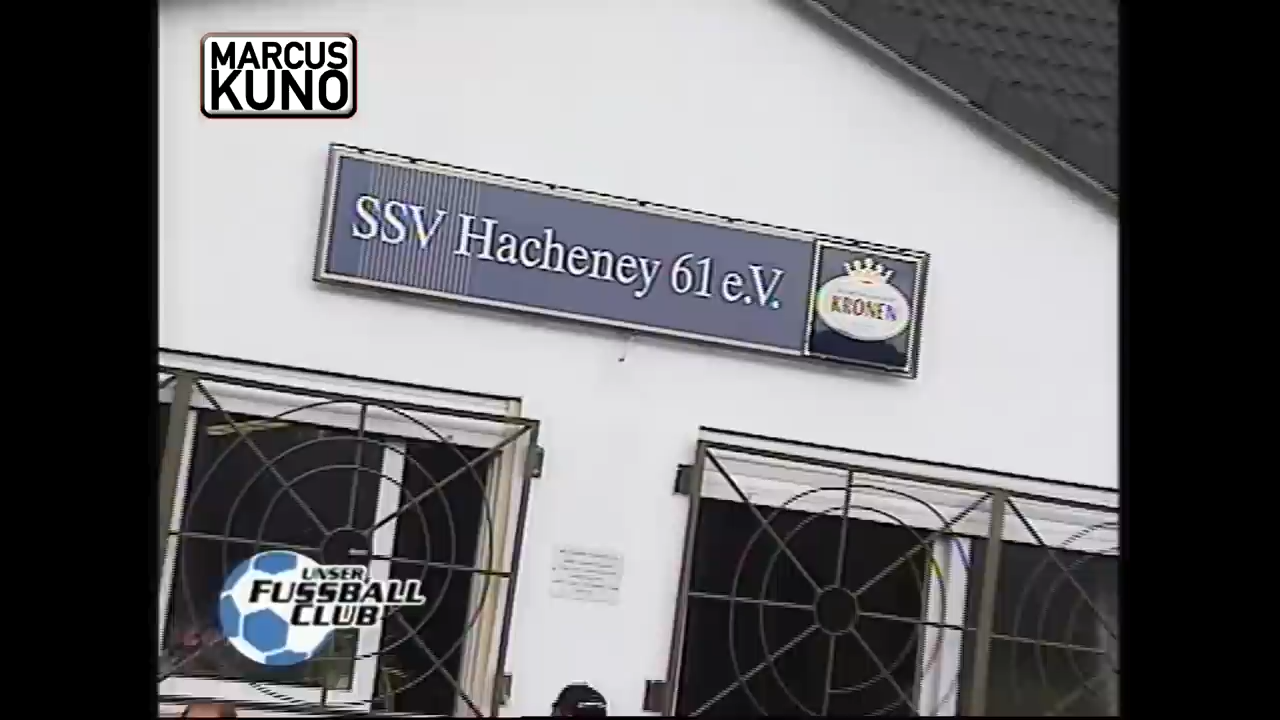 MARCUS
KUNO
SSV Hacheney 61 e.V.
KRONEN
UNSER
FUSSBALL
CLUB